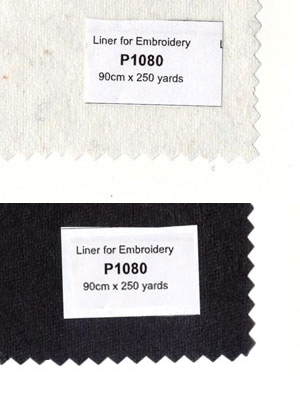 Liner for Embroidery
P1080
90cm x 250 yards
Liner for Embroidery
P1080
90cm x 250 yards